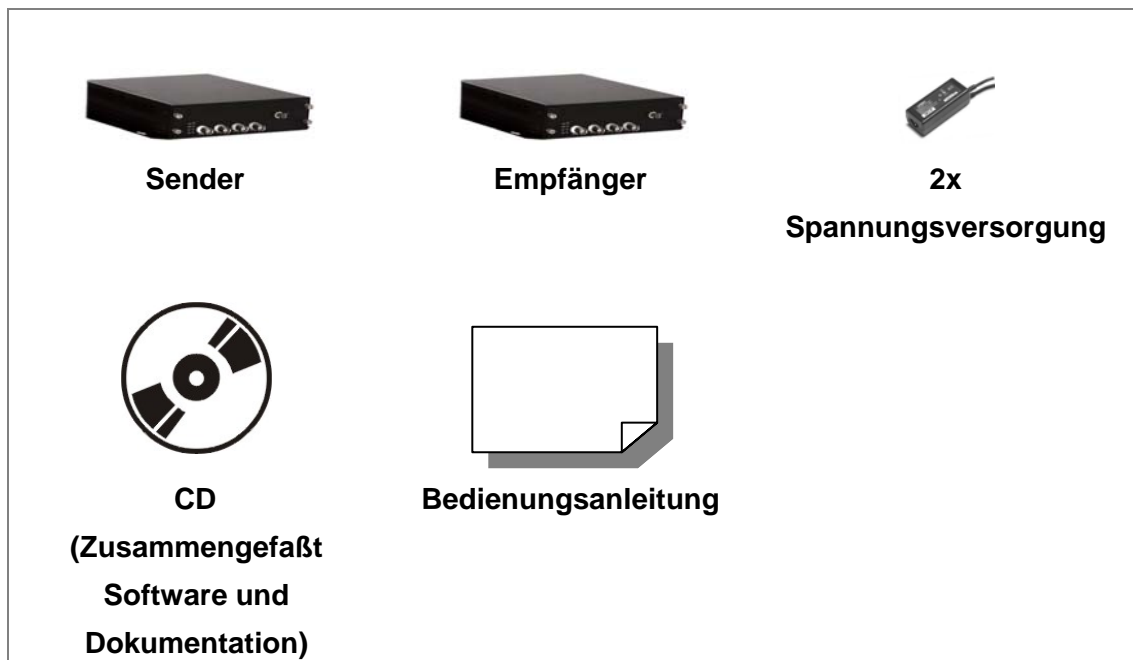 Sender
Empfänger
2x
Spannungsversorgung
CD
(Zusammengefaßt
Software und
Dokumentation)
Bedienungsanleitung